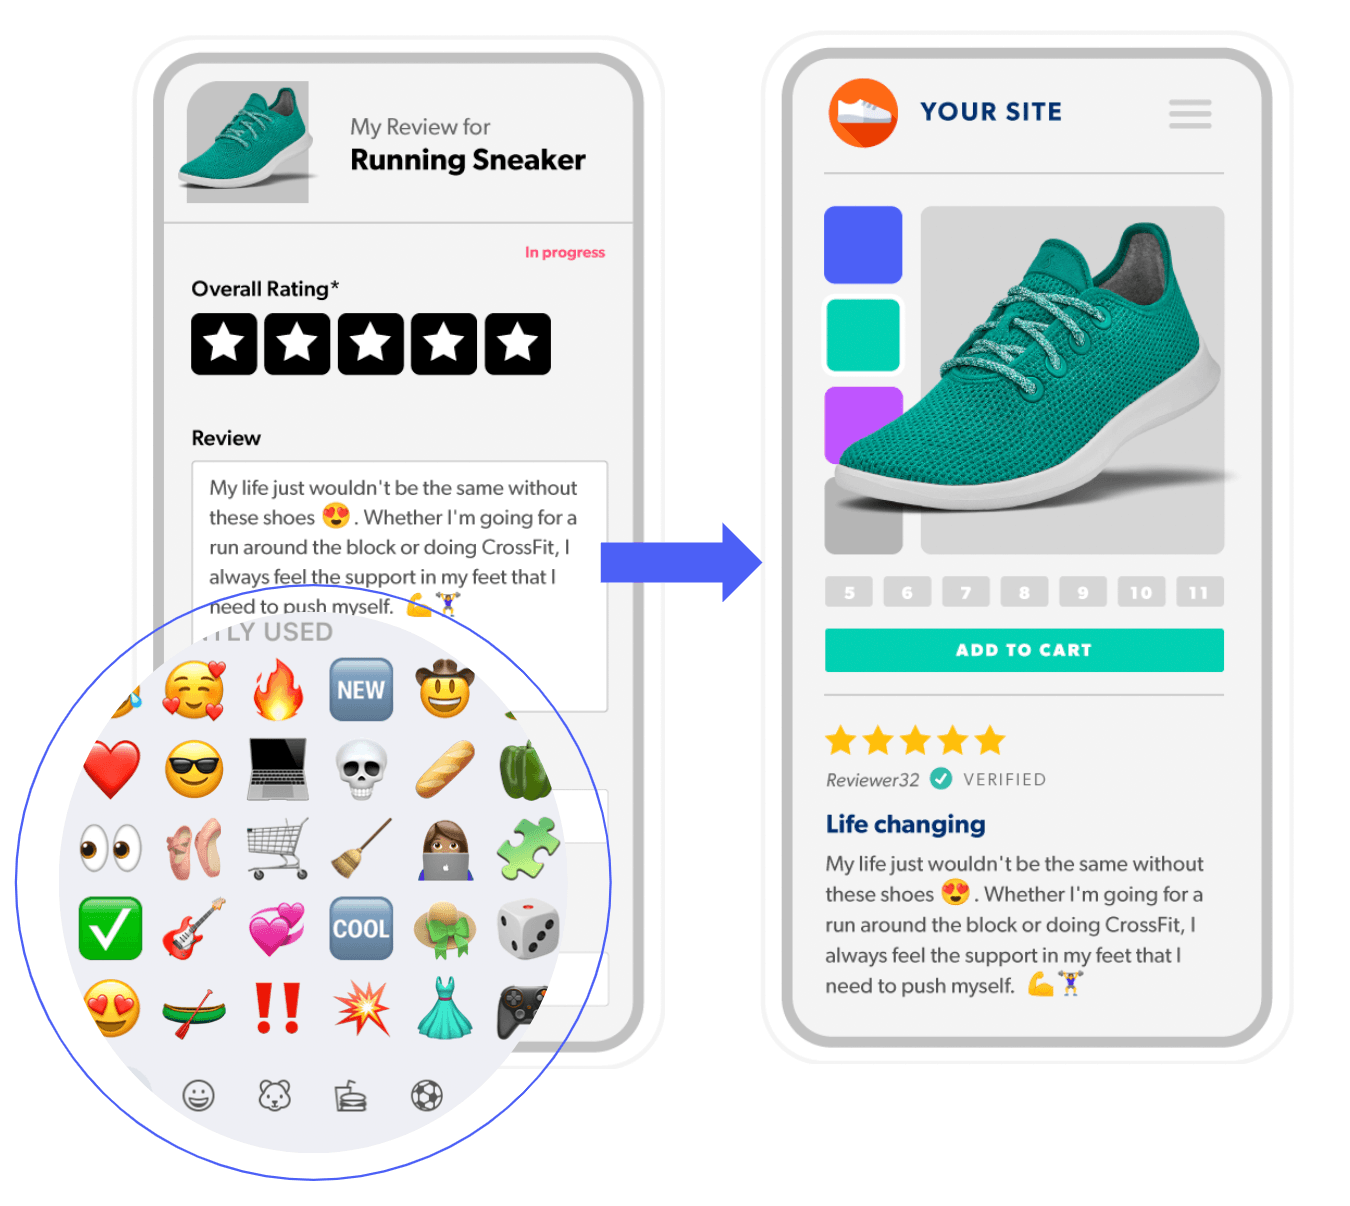 My Review for
Running Sneaker
In progress
Overall Rating*
Review
My life just wouldn't be the same without
these shoes 😍 . Whether I'm going for a
run around the block or doing CrossFit, I
always feel the support in my feet that I
need to push myself. 💪🏋️‍♀️
TLY USED
NEW
COOL
YOUR SITE
5 6 7 8 9 10 11
ADD TO CART
Reviewer32 VERIFIED
Life changing
My life just wouldn't be the same without
these shoes 😍 . Whether I'm going for a
run around the block or doing CrossFit, I
always feel the support in my feet that I
need to push myself. 💪🏋️‍♀️